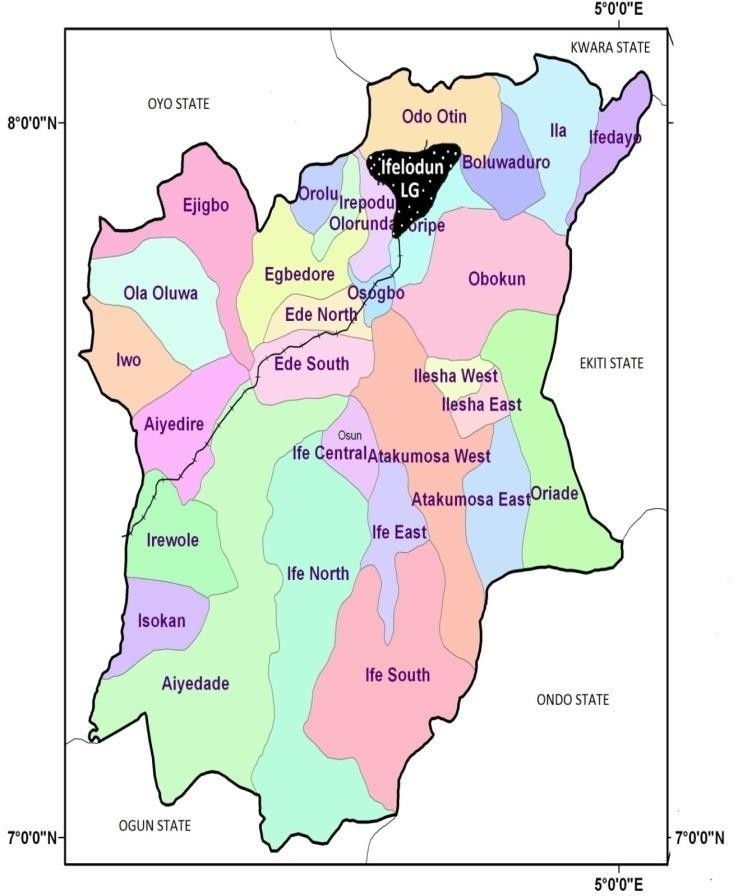 5°0'0"E
KWARA STATE
OYO STATE
8°0'0"N
Odo Otin
Ila
Ifedayo
Boluwaduro
Ifelodun
LG
Orolu
Irepodu
Ejigbo
Olorunda
oripe
Egbedore
Obokun
Ola Oluwa
Osogbo
Ede North
Iwo
Ede South
EKITI STATE
Ilesha West
Ilesha East
Aiyedire
Osun
Ife Central
Atakumosa West
Atakumosa East
Oriade
Ife East
Irewole
Ife North
Isokan
Ife South
Aiyedade
ONDO STATE
OGUN STATE
7°0'0"N
7°0'0"N
5°0'0"E